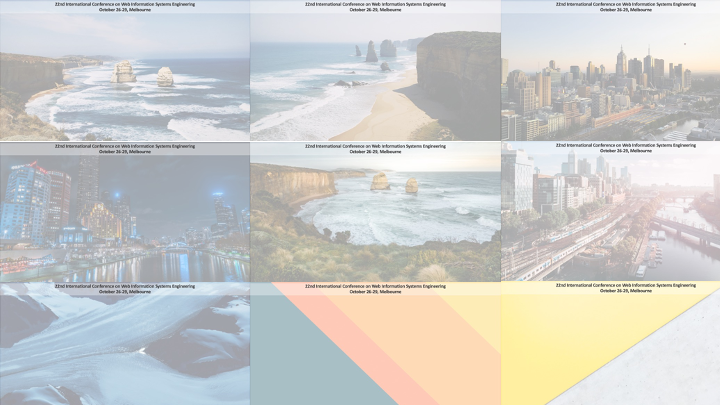 22nd International Conference on Web Information Systems Engineering
October 26-29, Melbourne
22nd International Conference on Web Information Systems Engineering
October 26-29, Melbourne
22nd International Conference on Web Information Systems Engineering
October 26-29, Melbourne
22nd International Conference on Web Information Systems Engineering
October 26-29, Melbourne
22nd International Conference on Web Information Systems Engineering
October 26-29, Melbourne
22nd International Conference on Web Information Systems Engineering
October 26-29, Melbourne
22nd International Conference on Web Information Systems Engineering
October 26-29, Melbourne
22nd International Conference on Web Information Systems Engineering
October 26-29, Melbourne
22nd International Conference on Web Information Systems Engineering
October 26-29, Melbourne